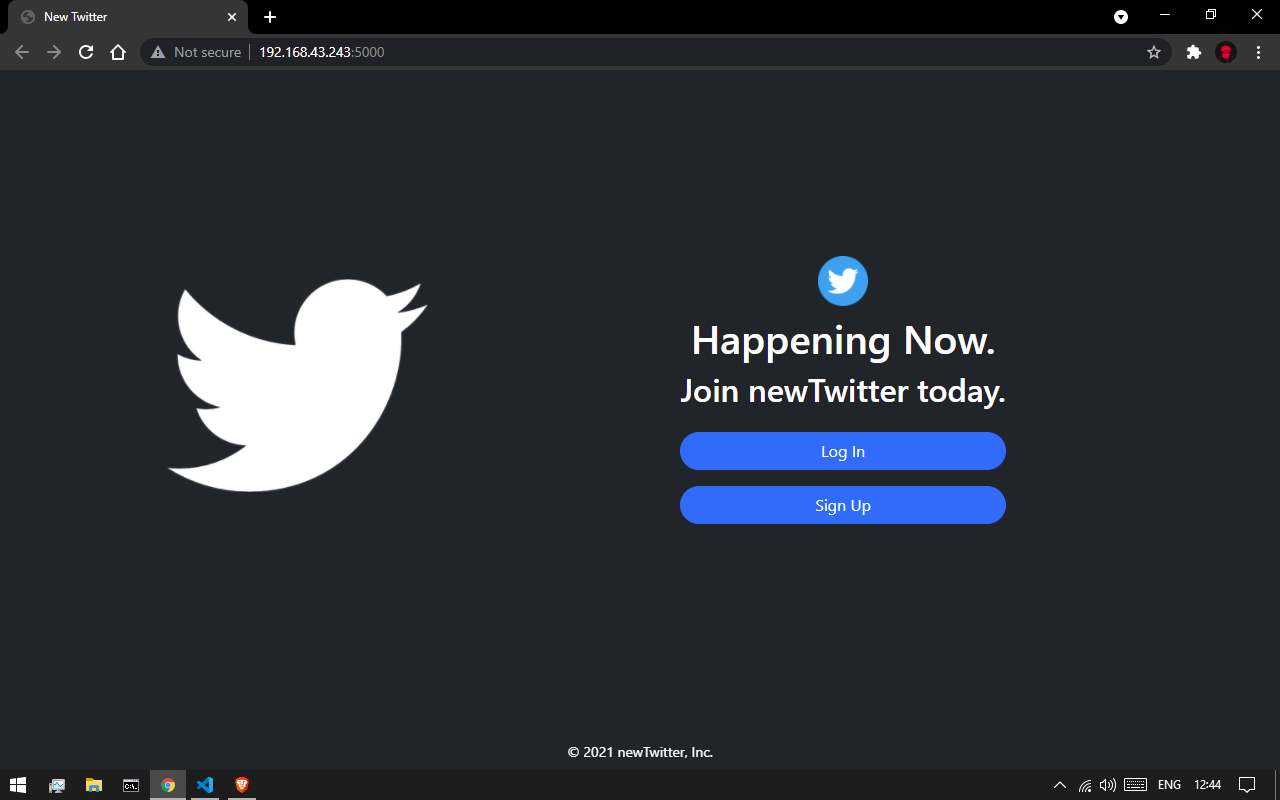 New Twitter
Not secure
192.168.43.243:5000
Happening Now.
Join newTwitter today.
Log In
Sign Up
© 2021 newTwitter, Inc.
ENG
12:44